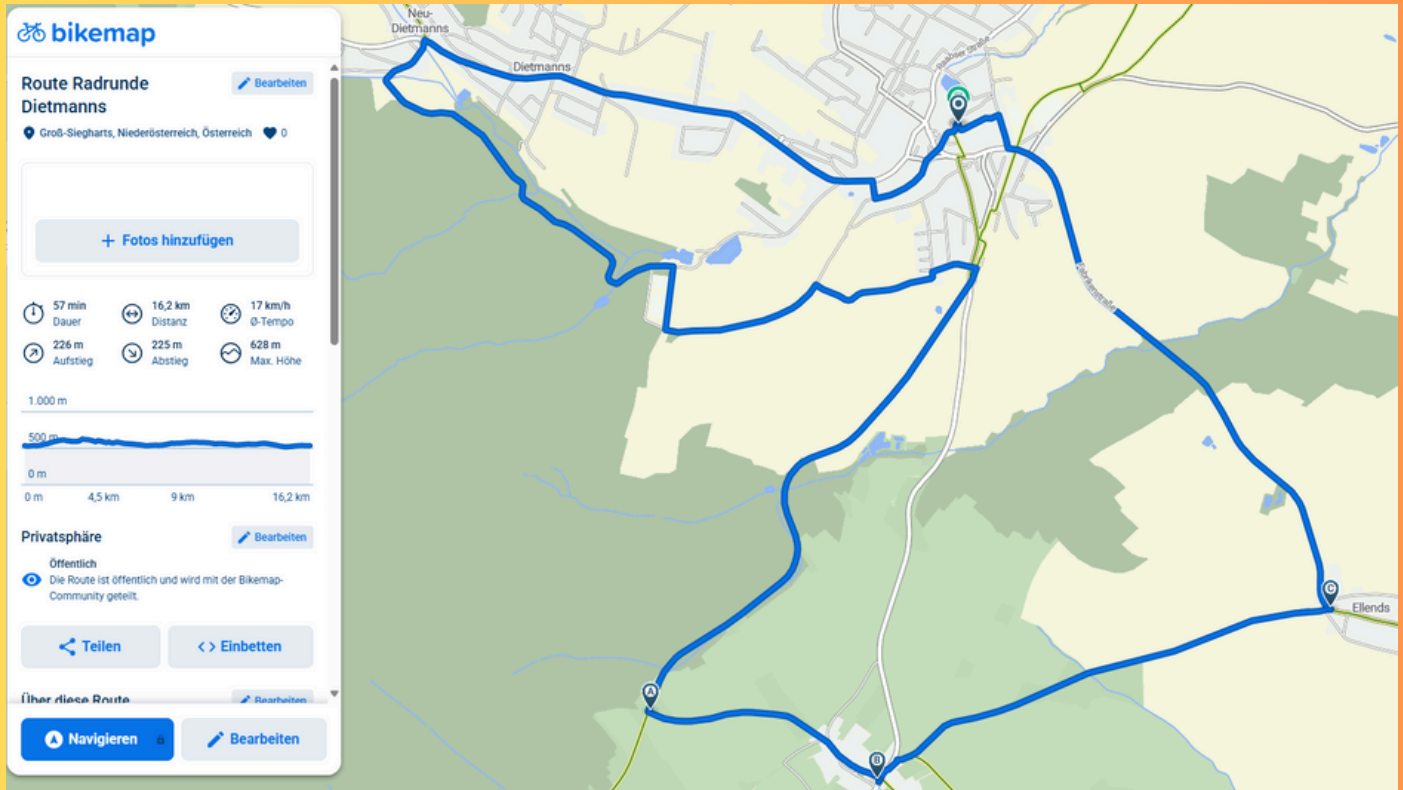 bikemap
Route Radrunde
Dietmanns
Bearbeiten
Groß-Siegharts, Niederösterreich, Österreich
0
+ Fotos hinzufügen
57 min
Dauer
16,2 km
Distanz
17 km/h
Ø-Tempo
226 m
Aufstieg
225 m
Abstieg
628 m
Max. Höhe
1.000 m
500 m
0 m
0 m 4,5 km 9 km 16,2 km
Privatsphäre
Bearbeiten
Öffentlich
Die Route ist öffentlich und wird mit der Bikemap-
Community geteilt.
Teilen
<> Einbetten
Über diese Route
Bearbeiten
Navigieren
Bearbeiten
Neu-
Dietmanns
Dietmanns
Fabrikenstraße
A
B
C
Ellends